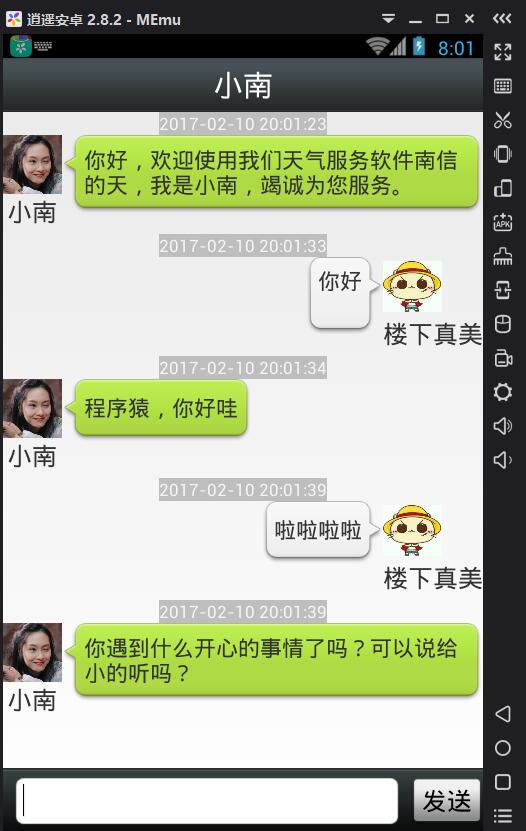 逍遥安卓 2.8.2 - MEmu
8:01
小南
2017-02-10 20:01:23
你好，欢迎使用我们天气服务软件南信
的天，我是小南，竭诚为您服务。
小南
2017-02-10 20:01:33
你好
楼下真美
2017-02-10 20:01:34
程序猿，你好哇
小南
2017-02-10 20:01:39
啦啦啦啦
楼下真美
2017-02-10 20:01:39
你遇到什么开心的事情了吗？可以说给
小的听吗？
小南
发送
APK